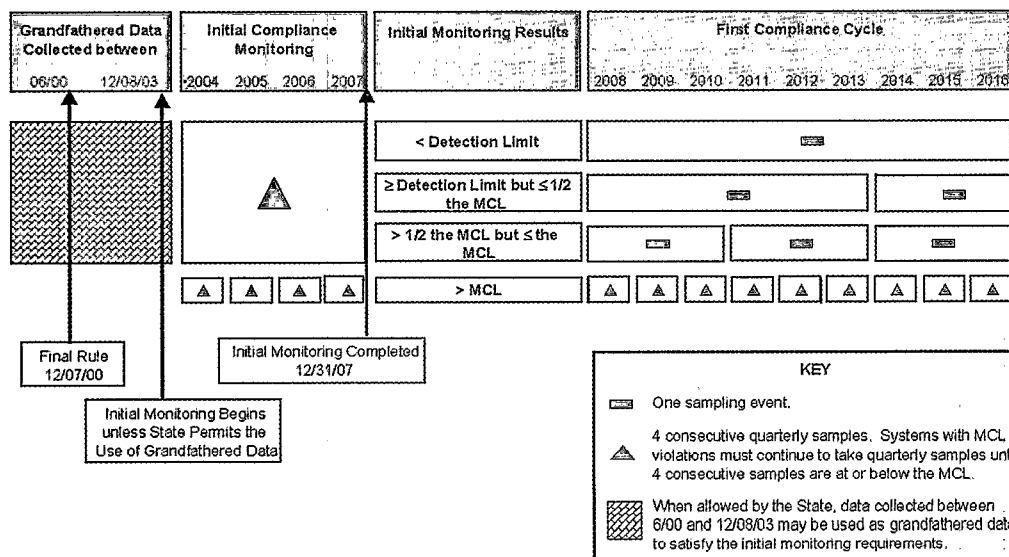 Grandfathered Data
Collected between
06/00 12/08/03
Initial Compliance
Monitoring
2004 2005 2006 2007
Initial Monitoring Results
First Compliance Cycle
2008 2009 2010 2011 2012 2013 2014 2015 2016
< Detection Limit
≥ Detection Limit but ≤ 1/2
the MCL
> 1/2 the MCL but ≤ the
MCL
> MCL
Final Rule
12/07/00
Initial Monitoring Completed
12/31/07
Initial Monitoring Begins
unless State Permits the
Use of Grandfathered Data
KEY
One sampling event.
4 consecutive quarterly samples. Systems with MCL
violations must continue to take quarterly samples unt
4 consecutive samples are at or below the MCL.
When allowed by the State, data collected between
6/00 and 12/08/03 may be used as grandfathered data
to satisfy the initial monitoring requirements.